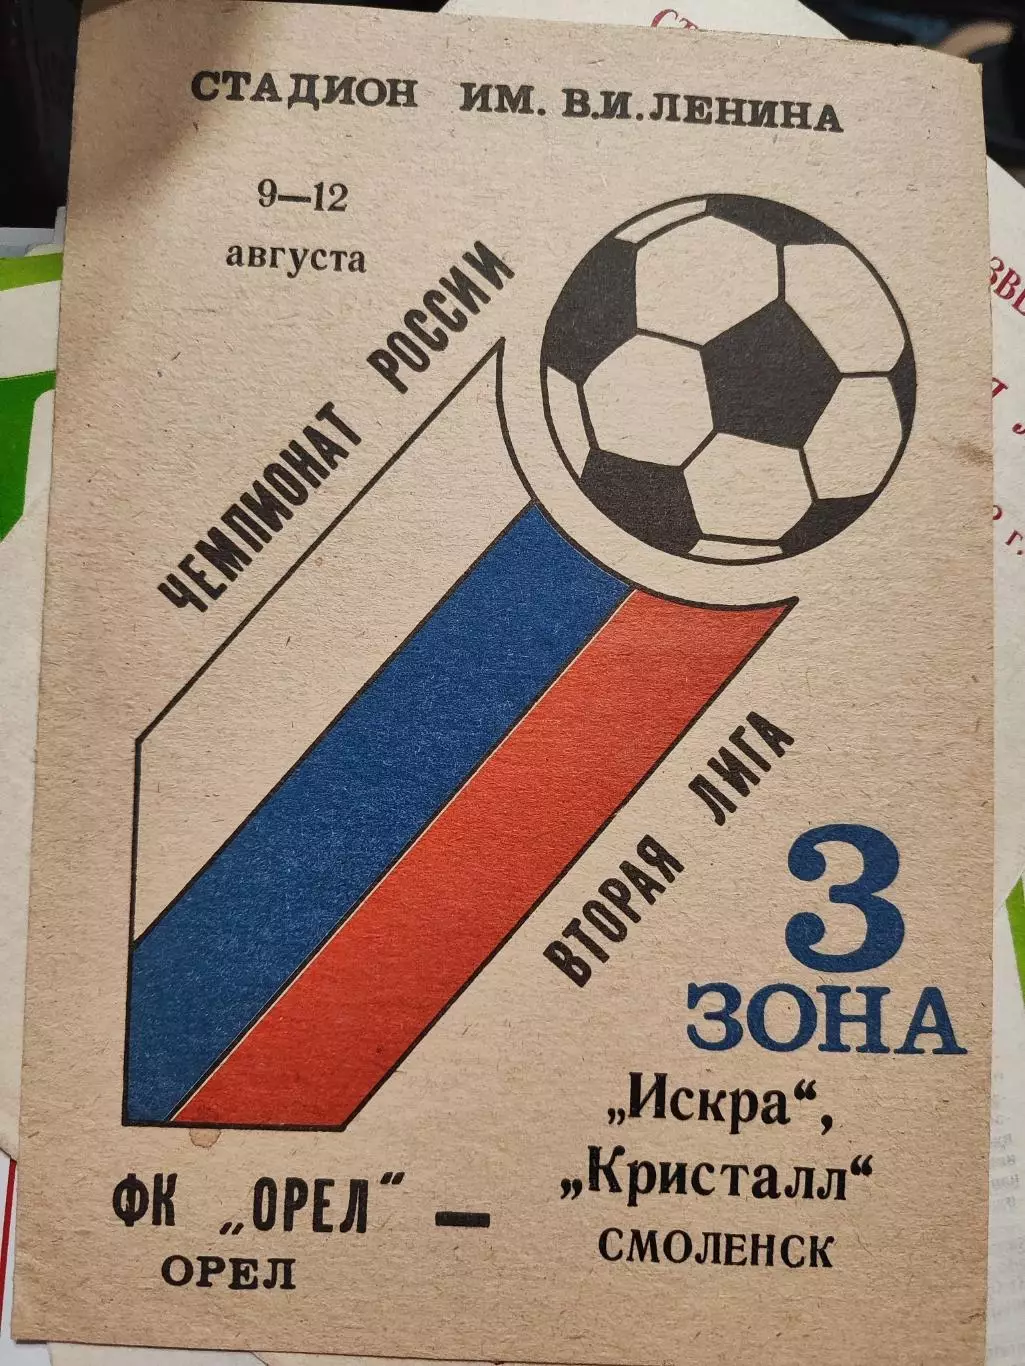 СТАДИОН ИМ. В.И. ЛЕНИНА
9—12
августа
ЧЕМПИОНАТ РОССИИ
ВТОРАЯ ЛИГА
3
ЗОНА
ФК „ОРЕЛ“ —
ОРЕЛ
„Искра“,
„Кристалл“
СМОЛЕНСК